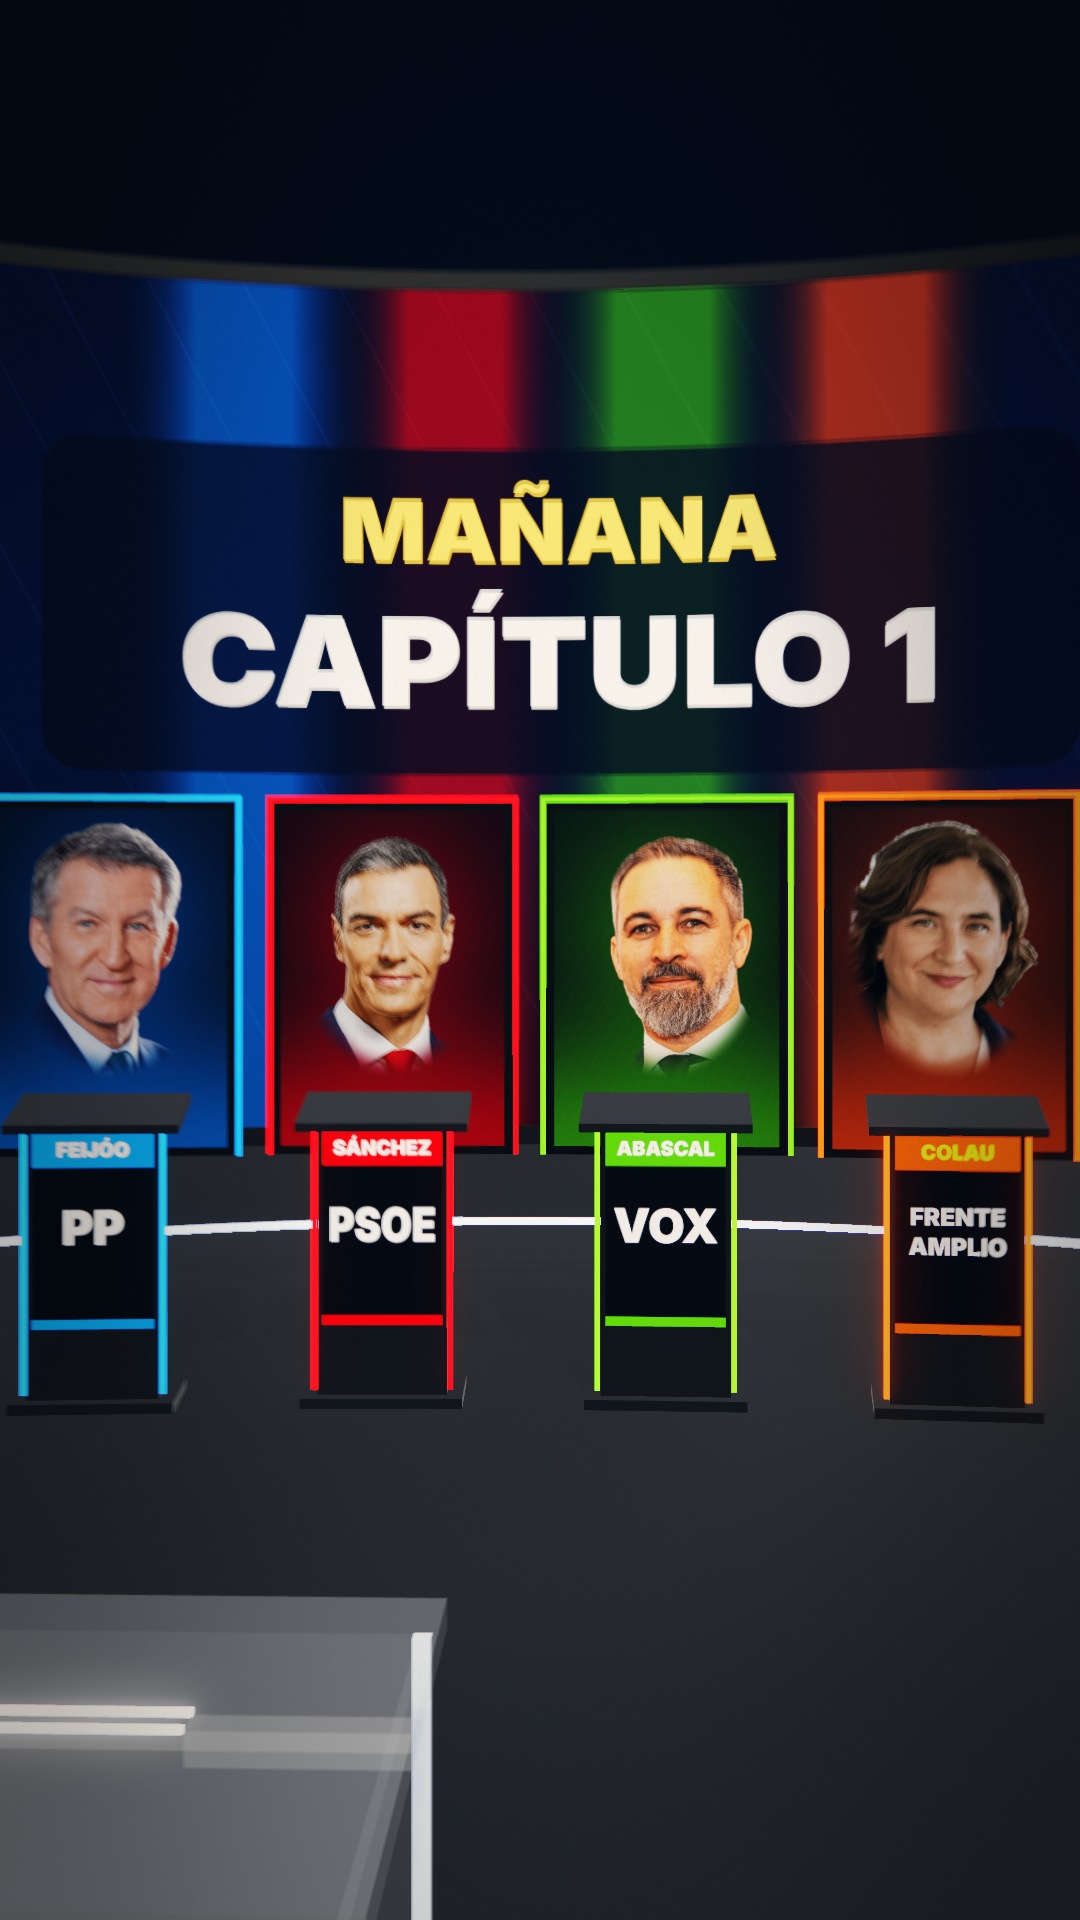 MAÑANA
CAPÍTULO 1
FEIJÓO
SÁNCHEZ
ABASCAL
COLAU
PP
PSOE
VOX
FRENTE
AMPLIO